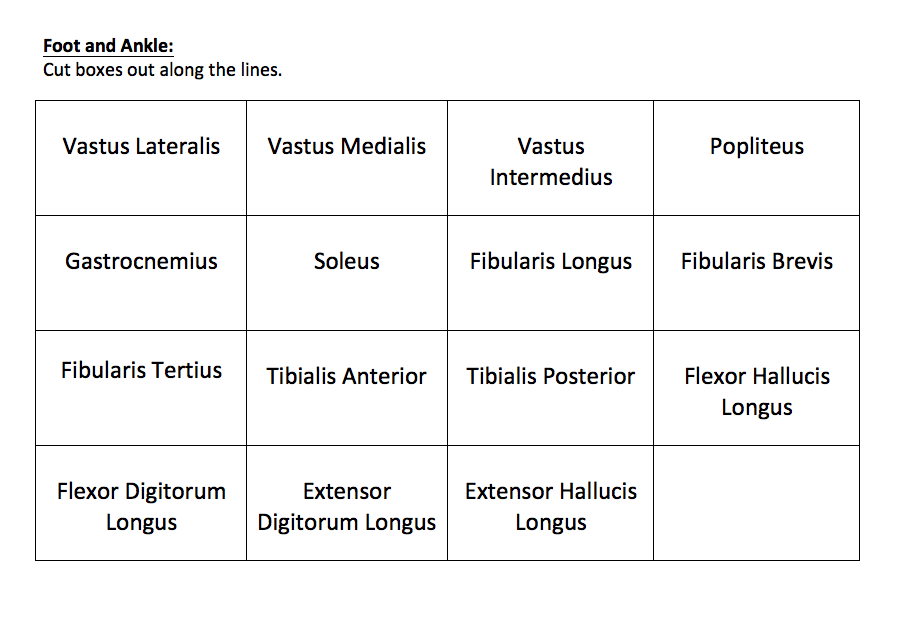 Foot and Ankle:
Cut boxes out along the lines.
Vastus Lateralis
Vastus Medialis
Vastus
Intermedius
Popliteus
Gastrocnemius
Soleus
Fibularis Longus
Fibularis Brevis
Fibularis Tertius
Tibialis Anterior
Tibialis Posterior
Flexor Hallucis
Longus
Flexor Digitorum
Longus
Extensor
Digitorum Longus
Extensor Hallucis
Longus